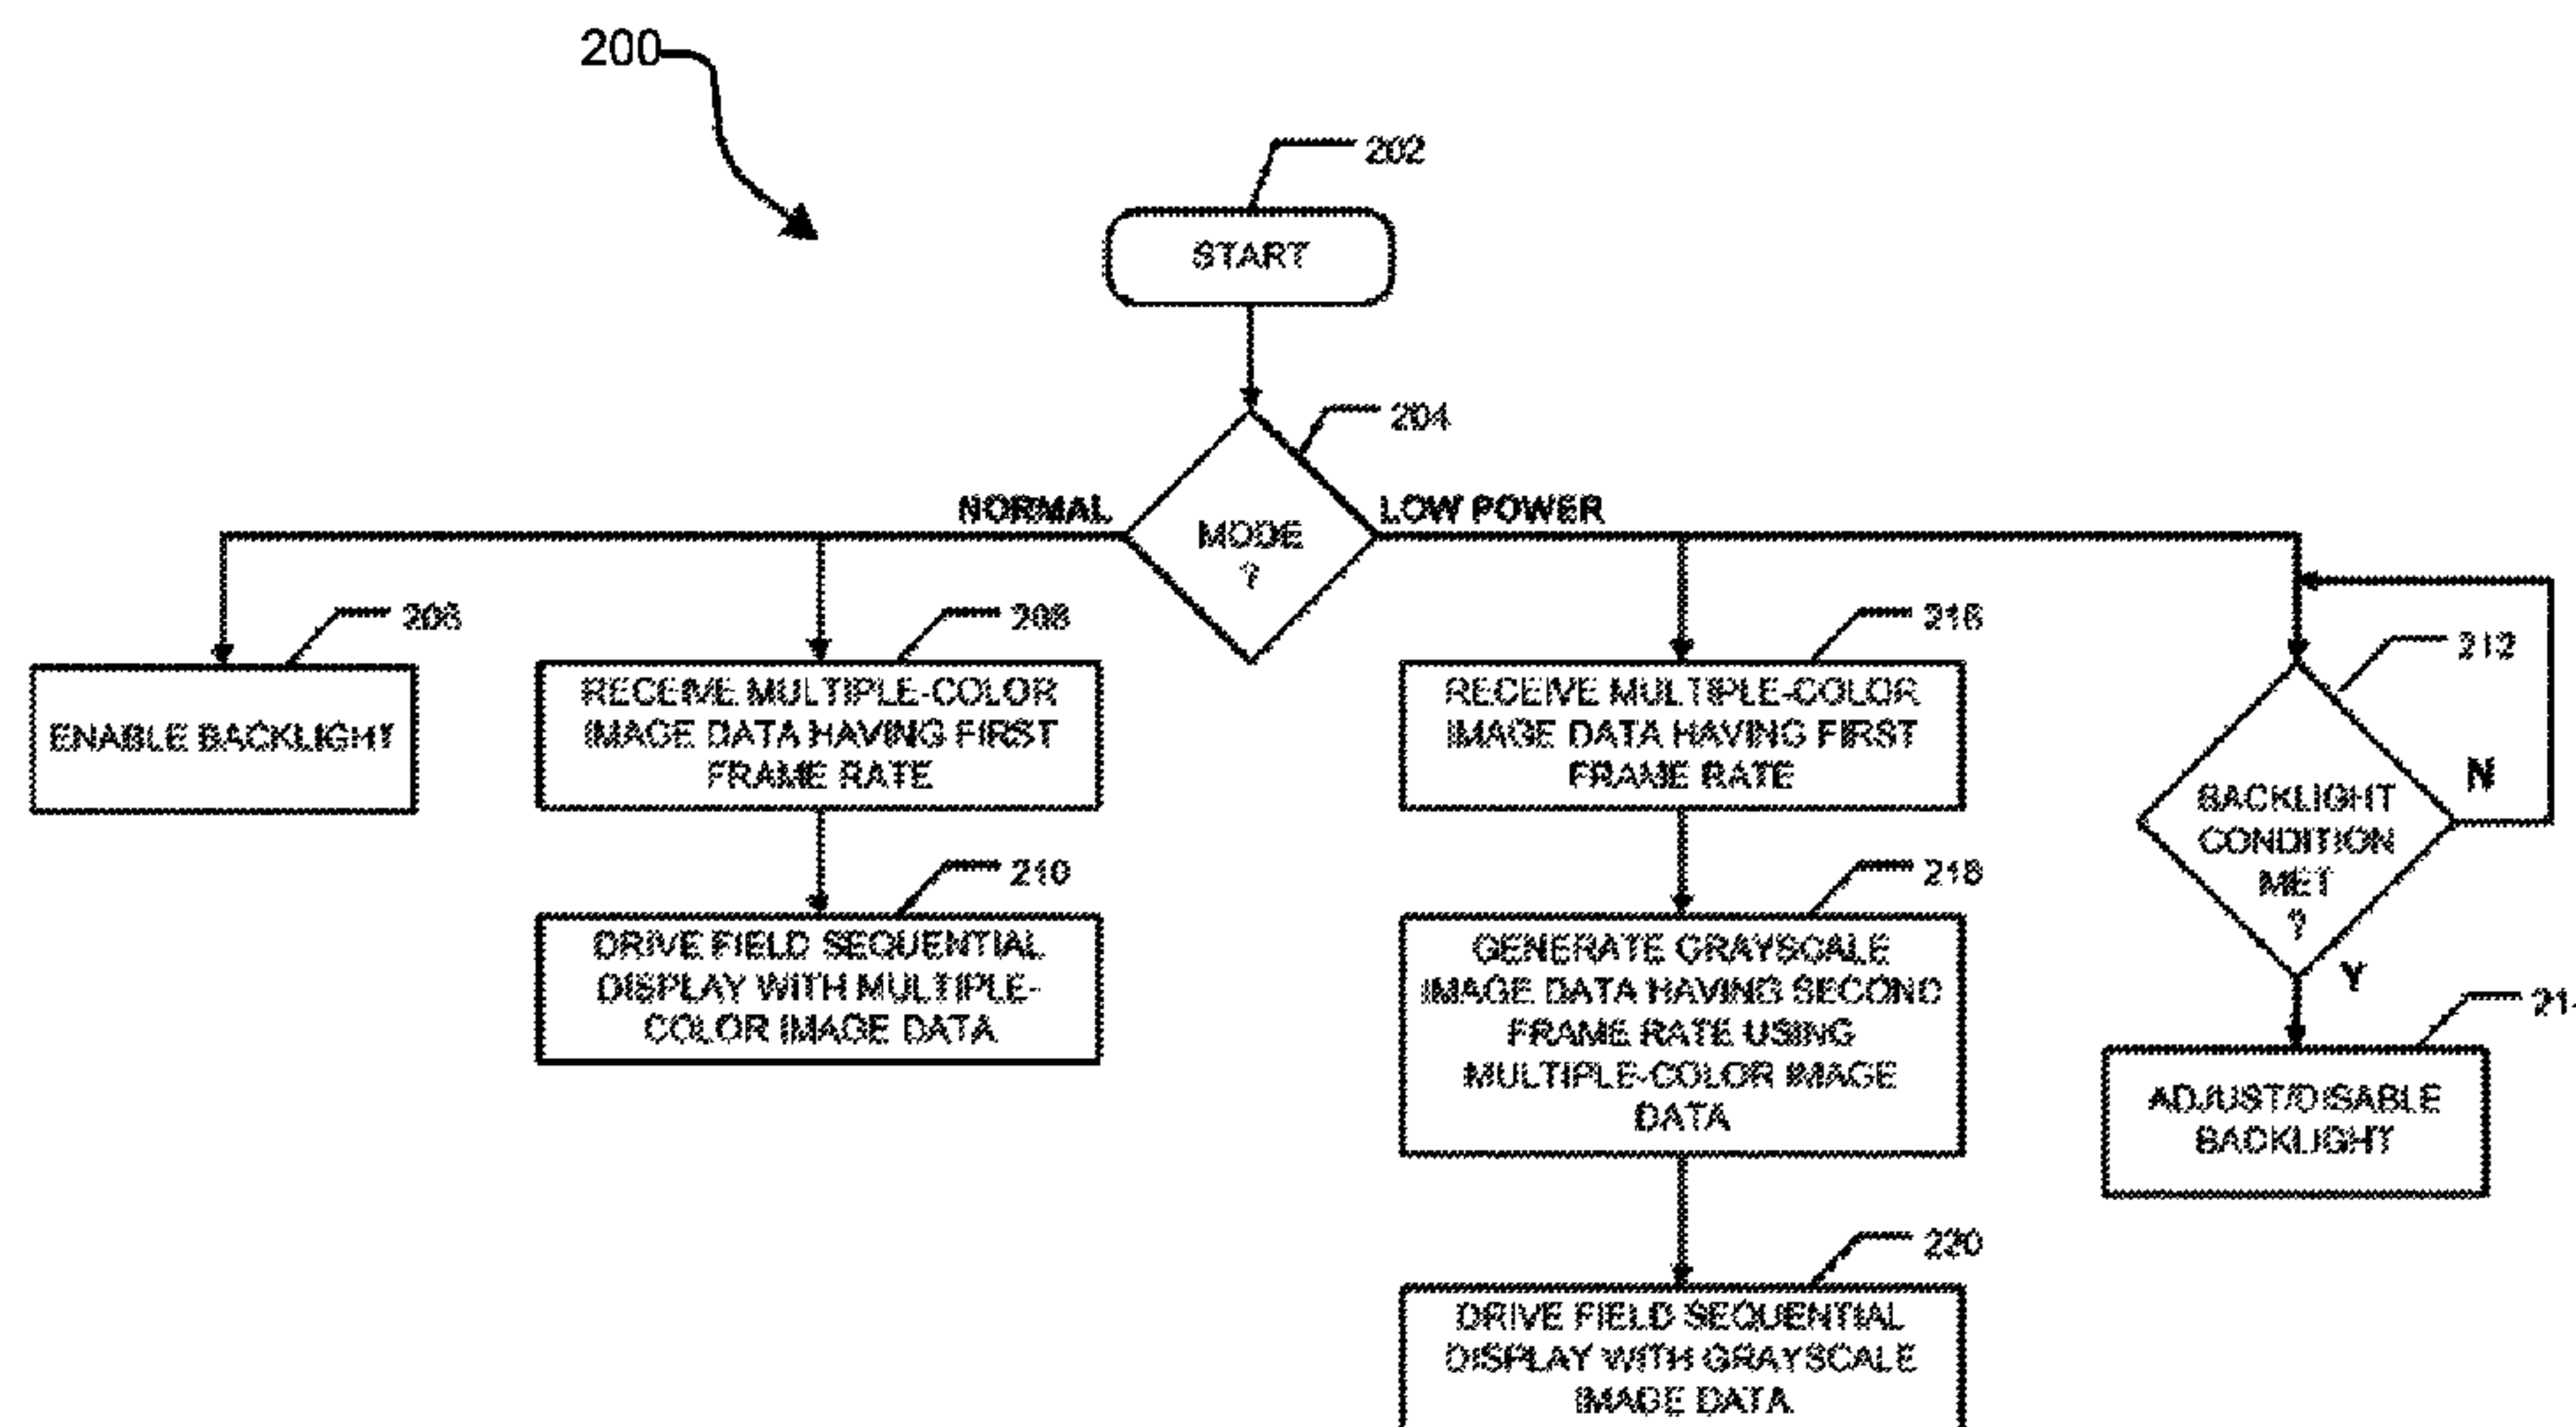 200
202
START
204
NORMAL
LOW POWER
MODE
?
206
208
216
212
ENABLE BACKLIGHT
RECEIVE MULTIPLE-COLOR
IMAGE DATA HAVING FIRST
FRAME RATE
RECEIVE MULTIPLE-COLOR
IMAGE DATA HAVING FIRST
FRAME RATE
BACKLIGHT
CONDITION
MET
?
N
Y
210
218
DRIVE FIELD SEQUENTIAL
DISPLAY WITH MULTIPLE-
COLOR IMAGE DATA
GENERATE GRAYSCALE
IMAGE DATA HAVING SECOND
FRAME RATE USING
MULTIPLE-COLOR IMAGE
DATA
ADJUST/DISABLE
BACKLIGHT
220
DRIVE FIELD SEQUENTIAL
DISPLAY WITH GRAYSCALE
IMAGE DATA